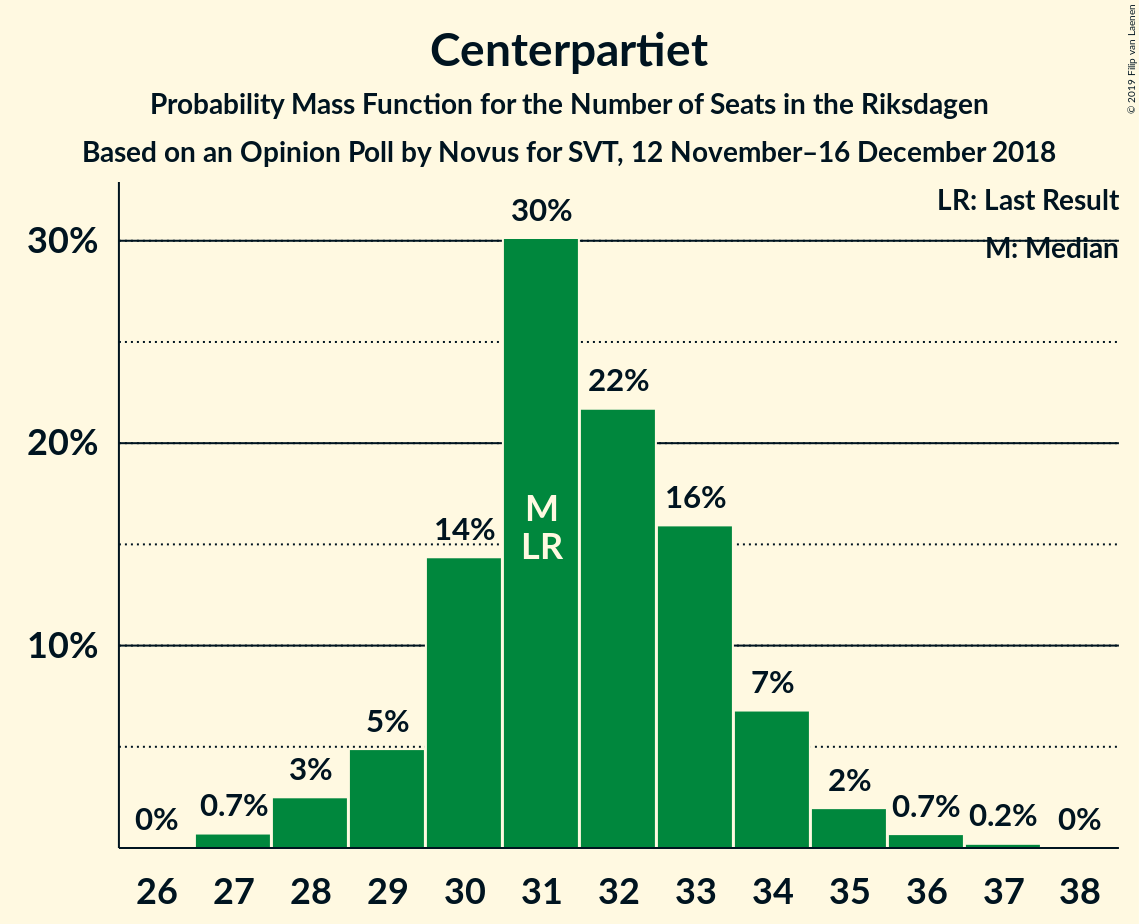 Centerpartiet
Probability Mass Function for the Number of Seats in the Riksdagen
Based on an Opinion Poll by Novus for SVT, 12 November–16 December 2018
© 2019 Filip van Laenen
LR: Last Result
M: Median
30%
20%
10%
0% 0.7% 3% 5% 14% 30% 22% 16% 7% 2% 0.7% 0.2% 0%
M
LR
26 27 28 29 30 31 32 33 34 35 36 37 38